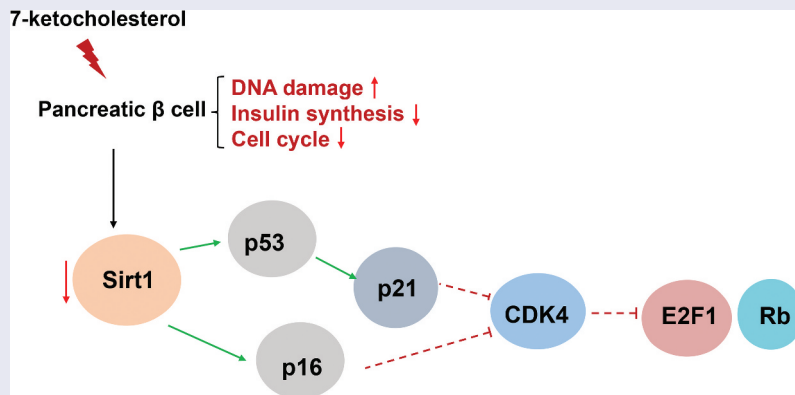 7-ketocholesterol
Pancreatic β cell
DNA damage ↑
Insulin synthesis ↓
Cell cycle ↓
Sirt1
p53
p21
p16
CDK4
E2F1
Rb